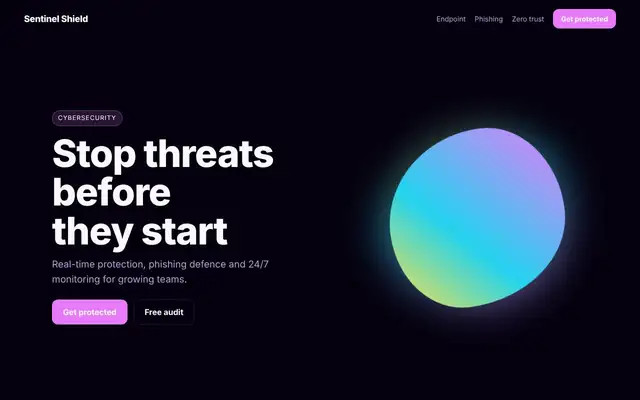 Sentinel Shield
Endpoint
Phishing
Zero trust
Get protected
CYBERSECURITY
Stop threats
before
they start
Real-time protection, phishing defence and 24/7
monitoring for growing teams.
Get protected
Free audit